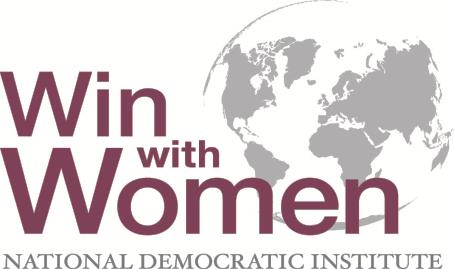 Win
with
Women
NATIONAL DEMOCRATIC INSTITUTE